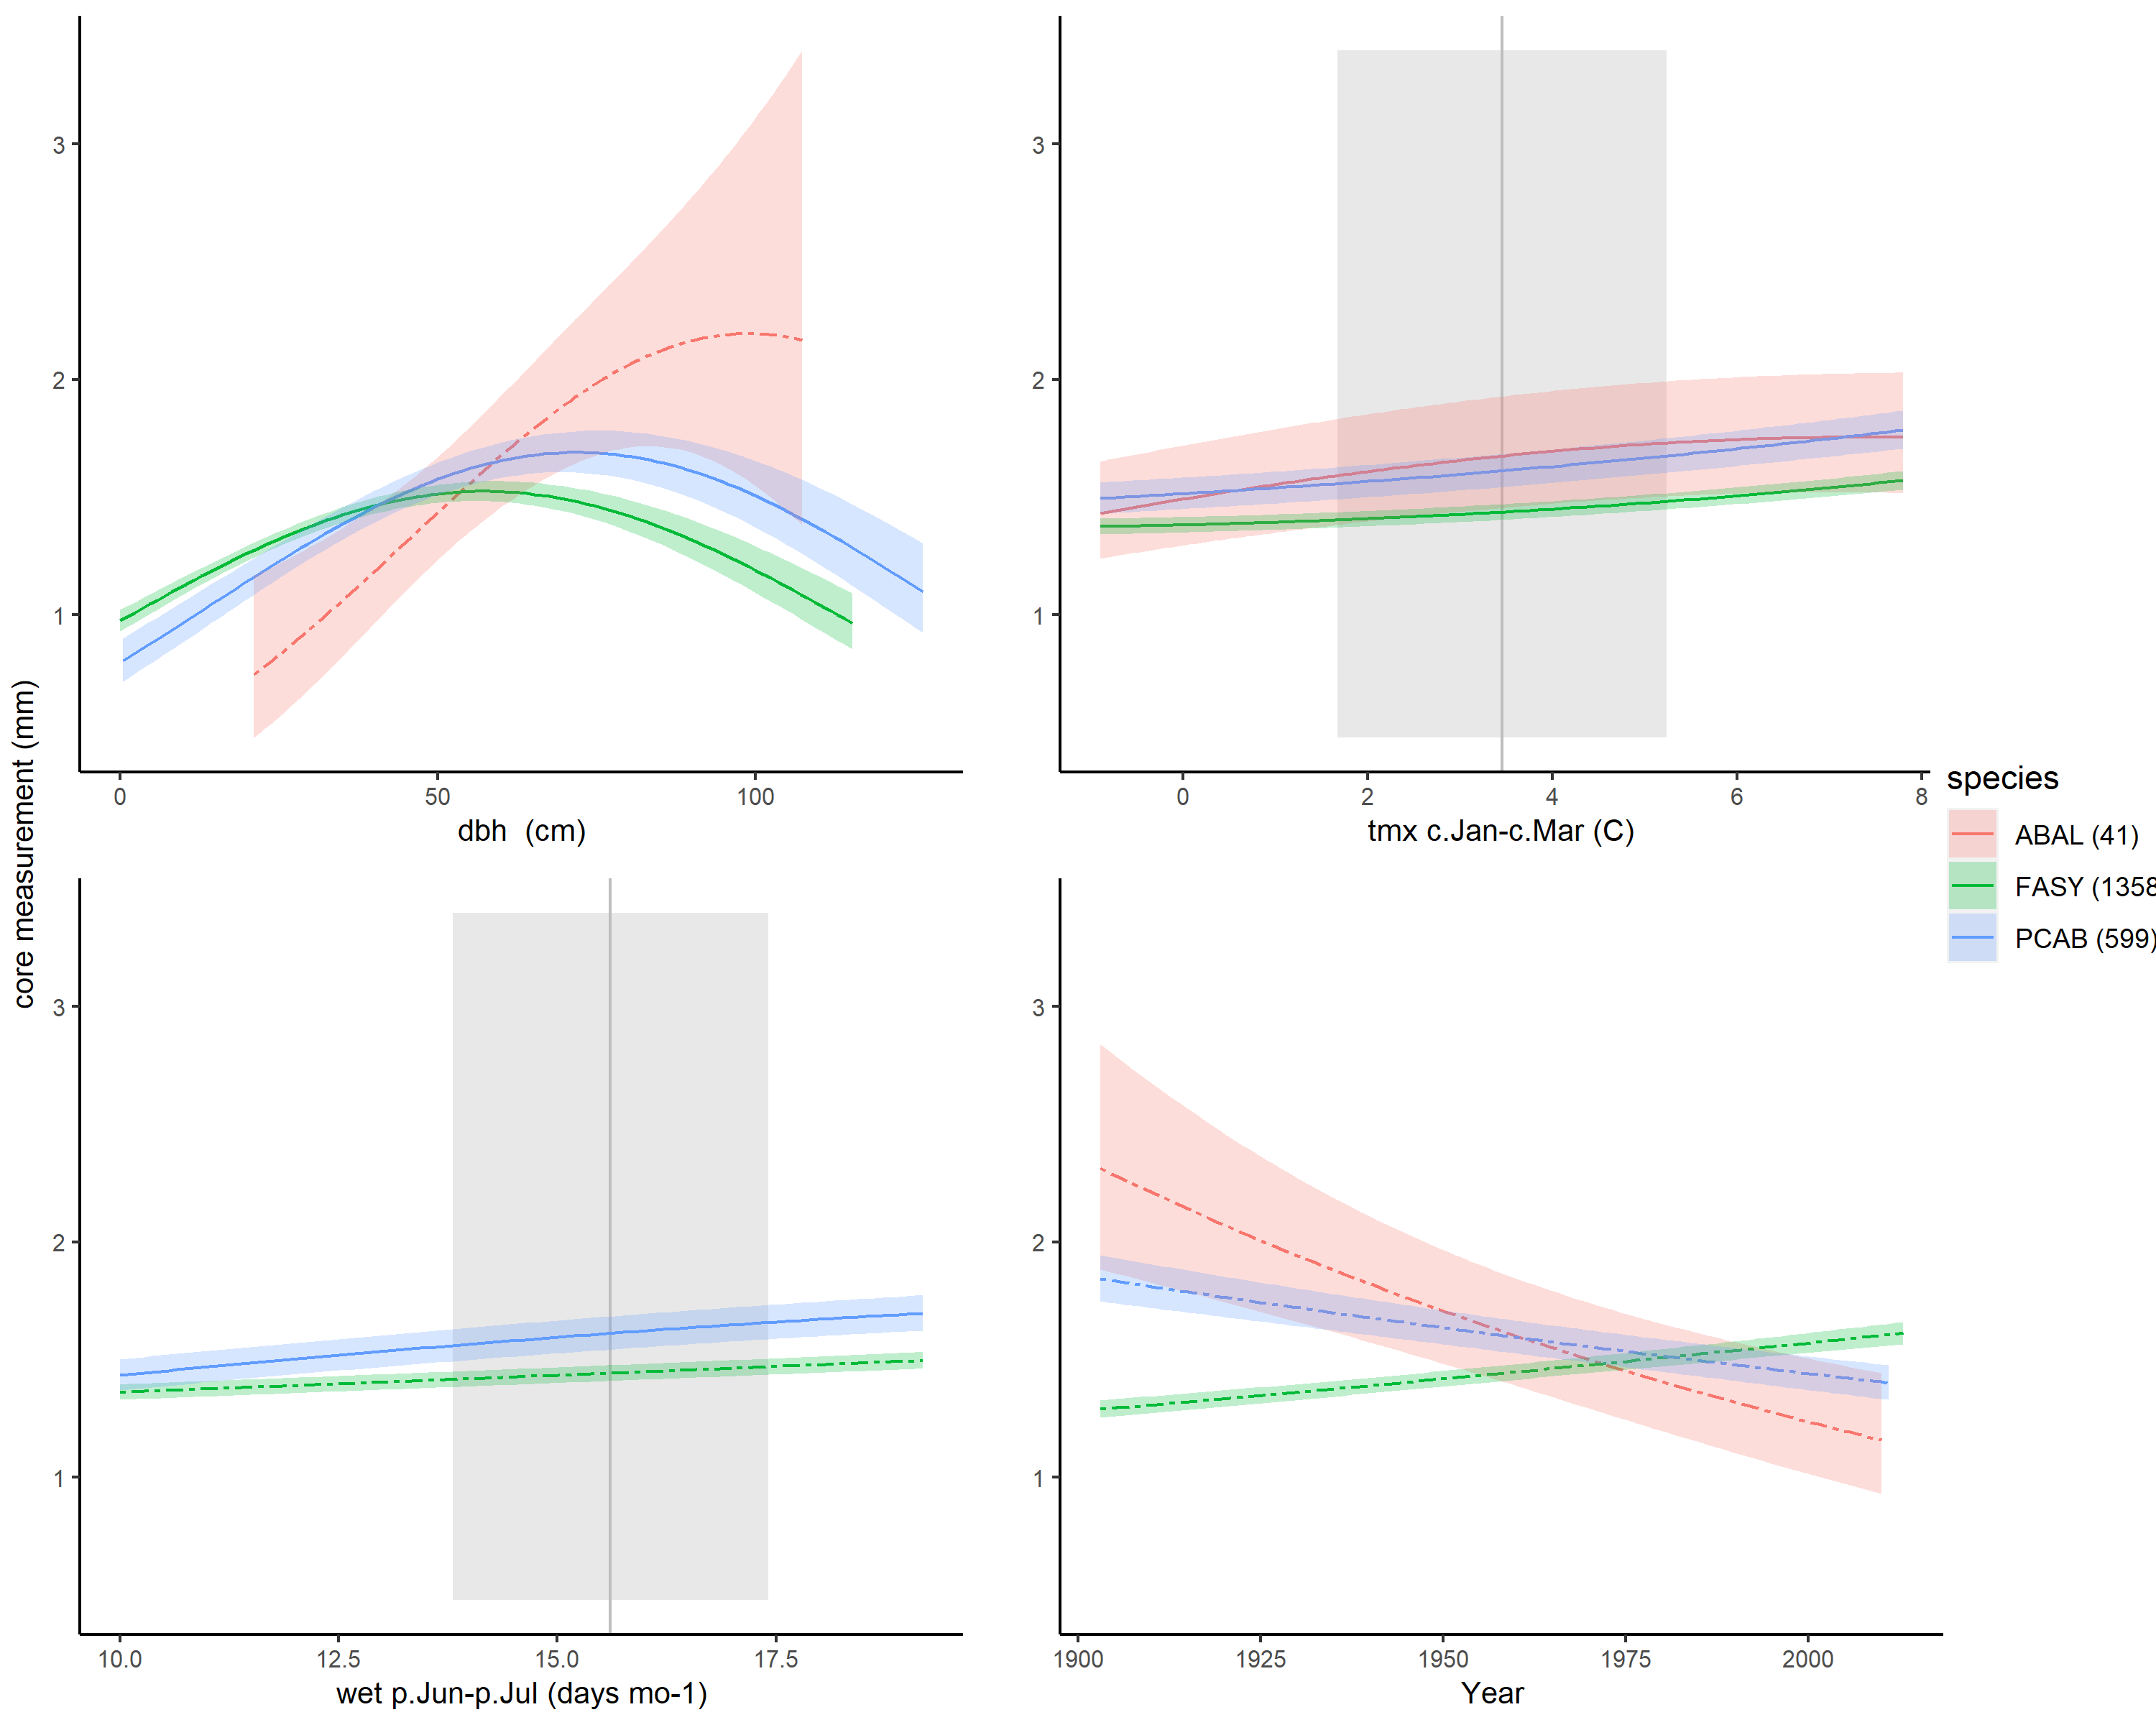 core measurement (mm)
3
2
1
0 50 100
dbh (cm)
3
2
1
0 2 4 6 8
tmx c.Jan-c.Mar (C)
species
ABAL (41)
FASY (1358
PCAB (599)
3
2
1
10.0 12.5 15.0 17.5
wet p.Jun-p.Jul (days mo-1)
3
2
1
1900 1925 1950 1975 2000
Year